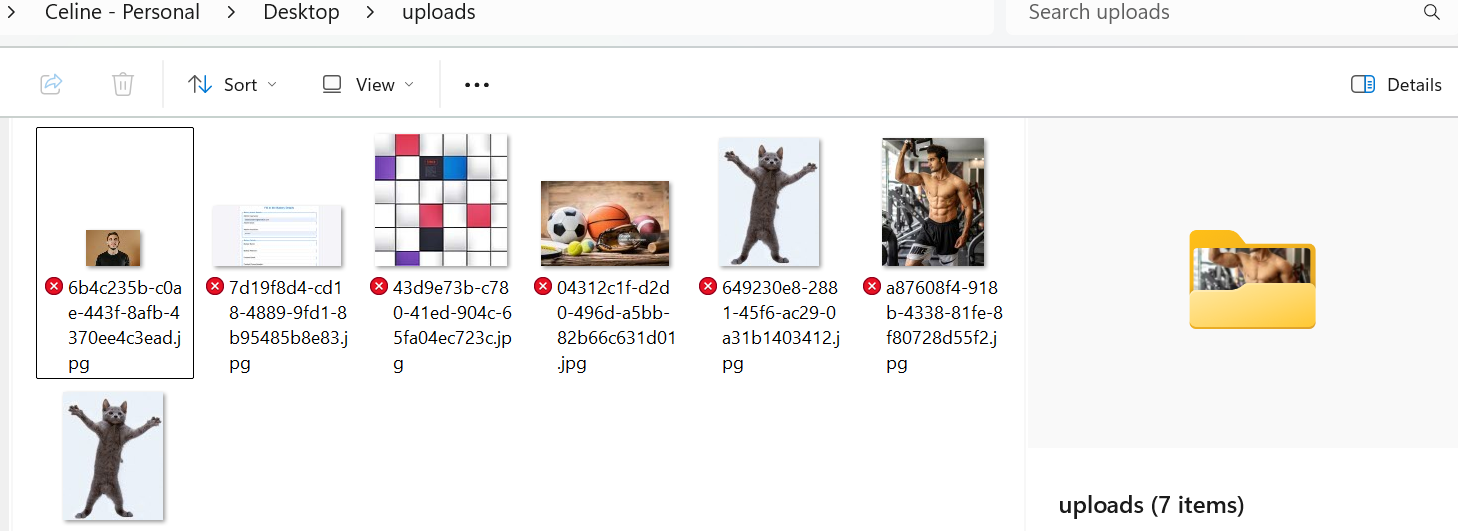 Celine - Personal
Desktop
uploads
Search uploads
Sort
View
Details
6b4c235b-c0a
e-443f-8afb-4
370ee4c3ead.j
pg
7d19f8d4-cd1
8-4889-9fd1-8
b95485b8e83.j
pg
43d9e73b-c78
0-41ed-904c-6
5fa04ec723c.jp
g
04312c1f-d2d
0-496d-a5bb-
82b66c631d01
.jpg
649230e8-288
1-45f6-ac29-0
a31b1403412.j
pg
a87608f4-918
b-4338-81fe-8
f80728d55f2.j
pg
uploads (7 items)